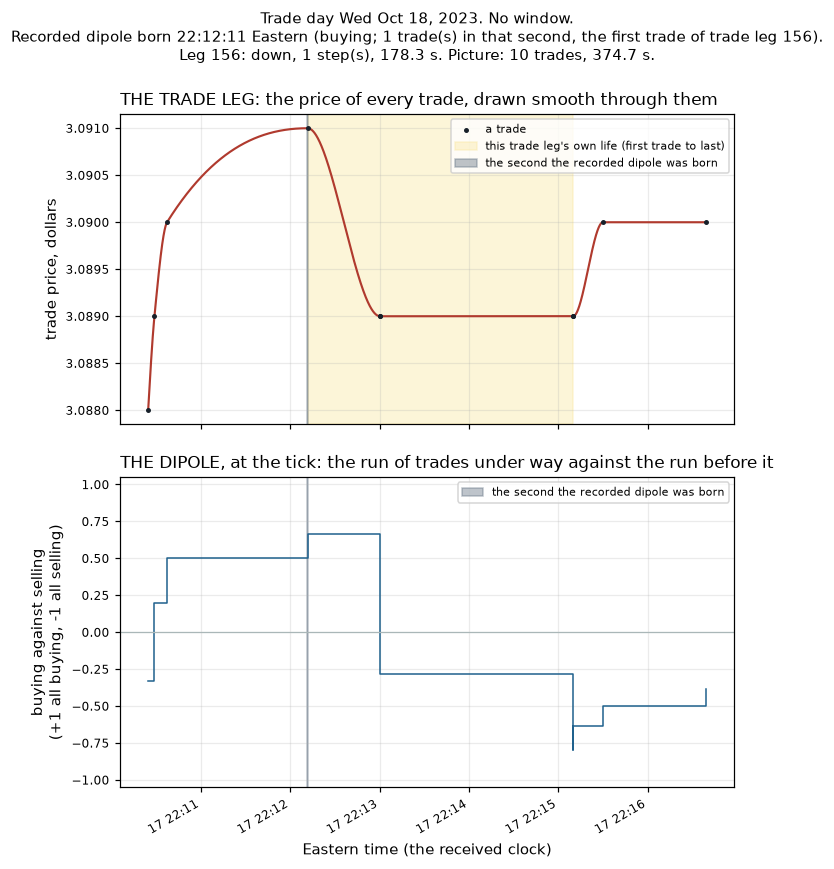 Trade day Wed Oct 18, 2023. No window.
Recorded dipole born 22:12:11 Eastern (buying; 1 trade(s) in that second, the first trade of trade leg 156).
Leg 156: down, 1 step(s), 178.3 s. Picture: 10 trades, 374.7 s.
THE TRADE LEG: the price of every trade, drawn smooth through them
a trade
this trade leg's own life (first trade to last)
the second the recorded dipole was born
3.0910
3.0905
3.0900
3.0895
3.0890
3.0885
3.0880
trade price, dollars
THE DIPOLE, at the tick: the run of trades under way against the run before it
the second the recorded dipole was born
1.00
0.75
0.50
0.25
0.00
−0.25
−0.50
−0.75
−1.00
buying against selling
(+1 all buying, -1 all selling)
17 22:11
17 22:12
17 22:13
17 22:14
17 22:15
17 22:16
Eastern time (the received clock)